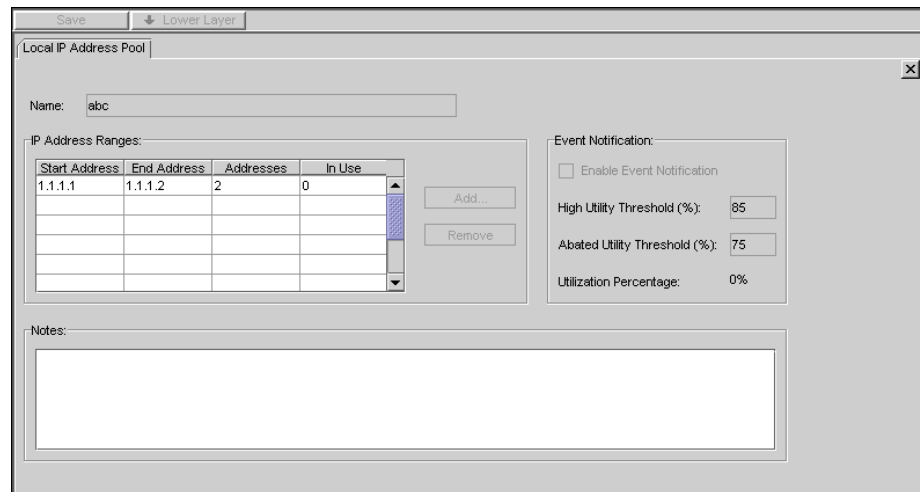 Save Lower Layer
Local IP Address Pool
Name: abc
IP Address Ranges:
Start Address End Address Addresses In Use
1.1.1.1 1.1.1.2 2 0
Add...
Remove
Event Notification:
Enable Event Notification
High Utility Threshold (%): 85
Abated Utility Threshold (%): 75
Utilization Percentage: 0%
Notes: